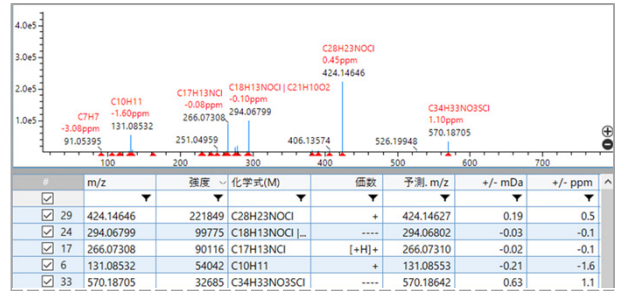 4.0e5
3.0e5
2.0e5
1.0e5
C28H23NOCl
0.45ppm
424.14646
C17H13NCl
-0.08ppm
266.07308
C18H13NOCl | C21H10O2
-0.10ppm
294.06799
C10H11
-1.60ppm
131.08532
C7H7
-3.08ppm
91.05395
251.04959
406.13574
526.19948
C34H33NO3SCl
1.10ppm
570.18705
100 200 300 400 500 600 700
# m/z 強度 化学式(M) 価数 予測. m/z +/- mDa +/- ppm
29 424.14646 221849 C28H23NOCl + 424.14627 0.19 0.5
24 294.06799 99775 C18H13NOCl |... ---- 294.06802 -0.03 -0.1
17 266.07308 90116 C17H13NCl [+H]+ 266.07310 -0.02 -0.1
6 131.08532 54042 C10H11 + 131.08553 -0.21 -1.6
33 570.18705 32685 C34H33NO3SCl ---- 570.18642 0.63 1.1